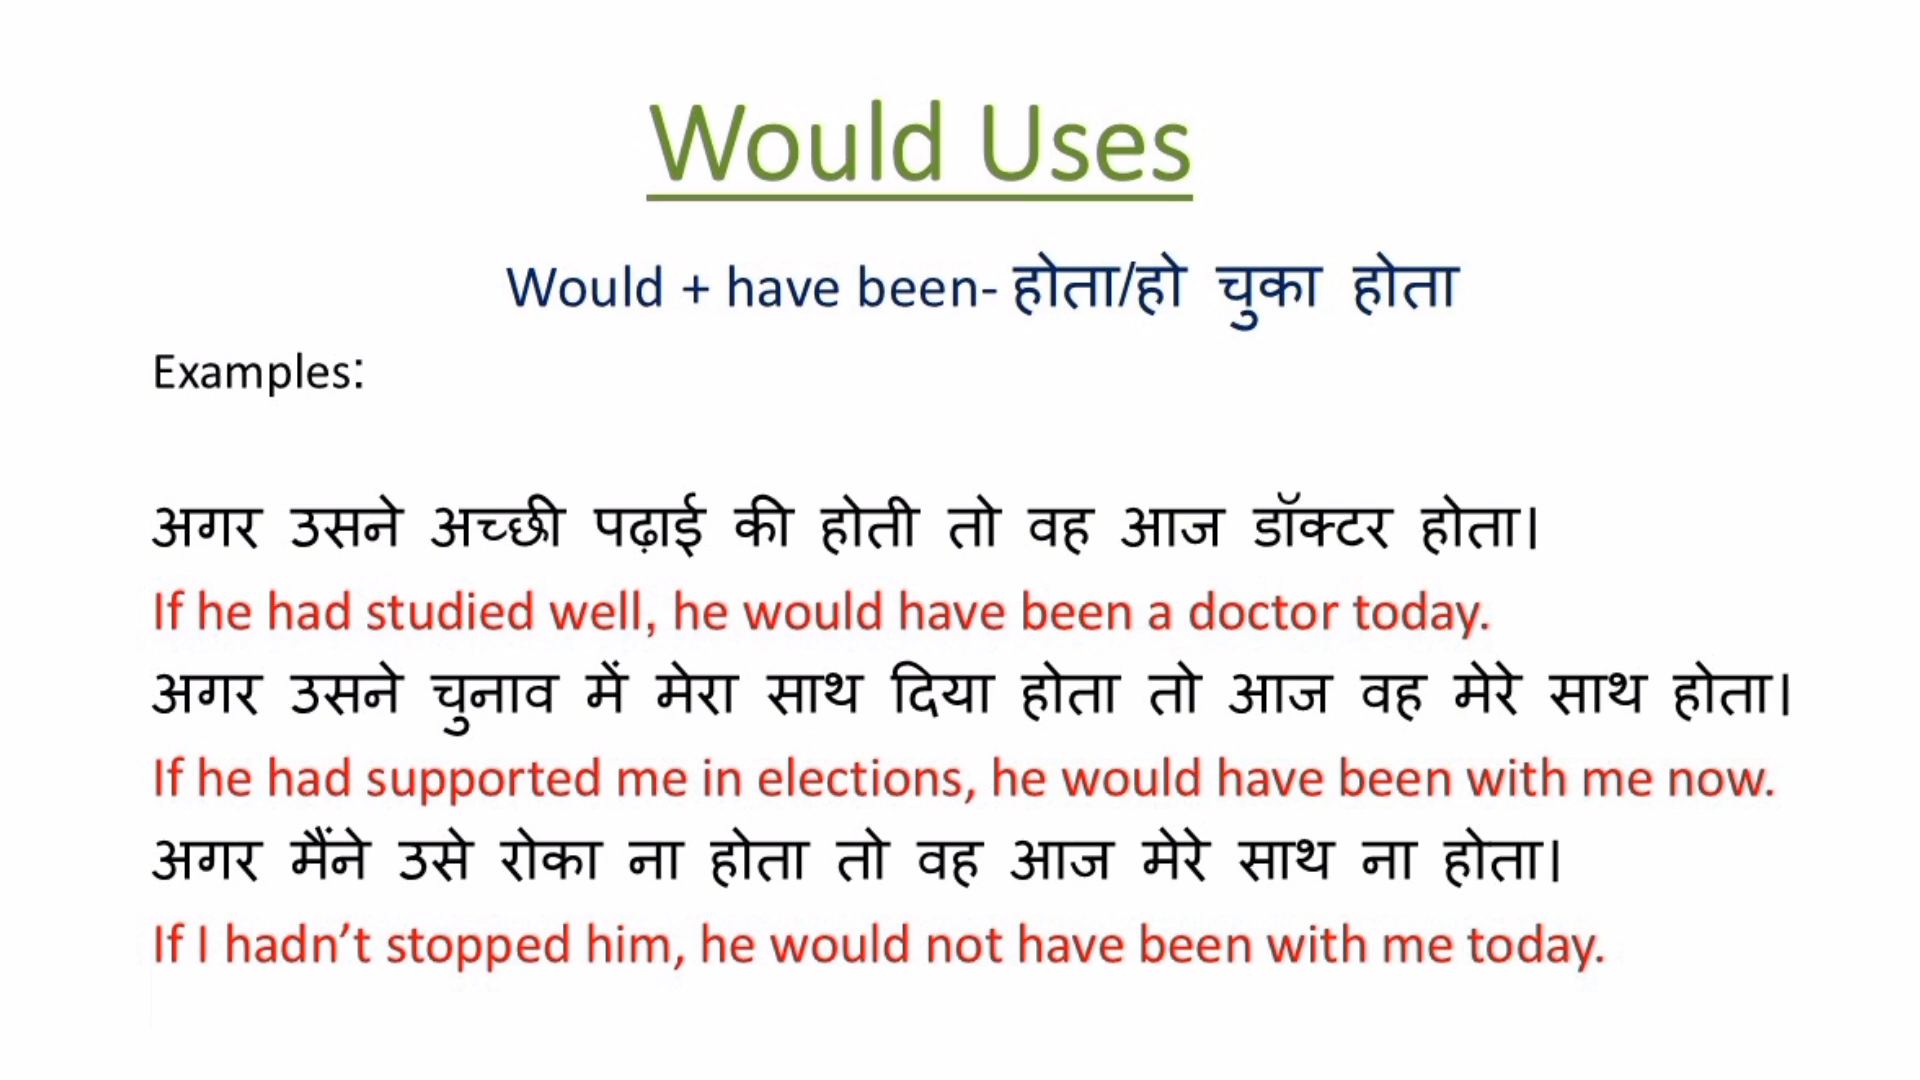 Would Uses
Would + have been- होता/हो चुका होता
Examples:
अगर उसने अच्छी पढ़ाई की होती तो वह आज डॉक्टर होता।
If he had studied well, he would have been a doctor today.
अगर उसने चुनाव में मेरा साथ दिया होता तो आज वह मेरे साथ होता।
If he had supported me in elections, he would have been with me now.
अगर मैंने उसे रोका ना होता तो वह आज मेरे साथ ना होता।
If I hadn’t stopped him, he would not have been with me today.